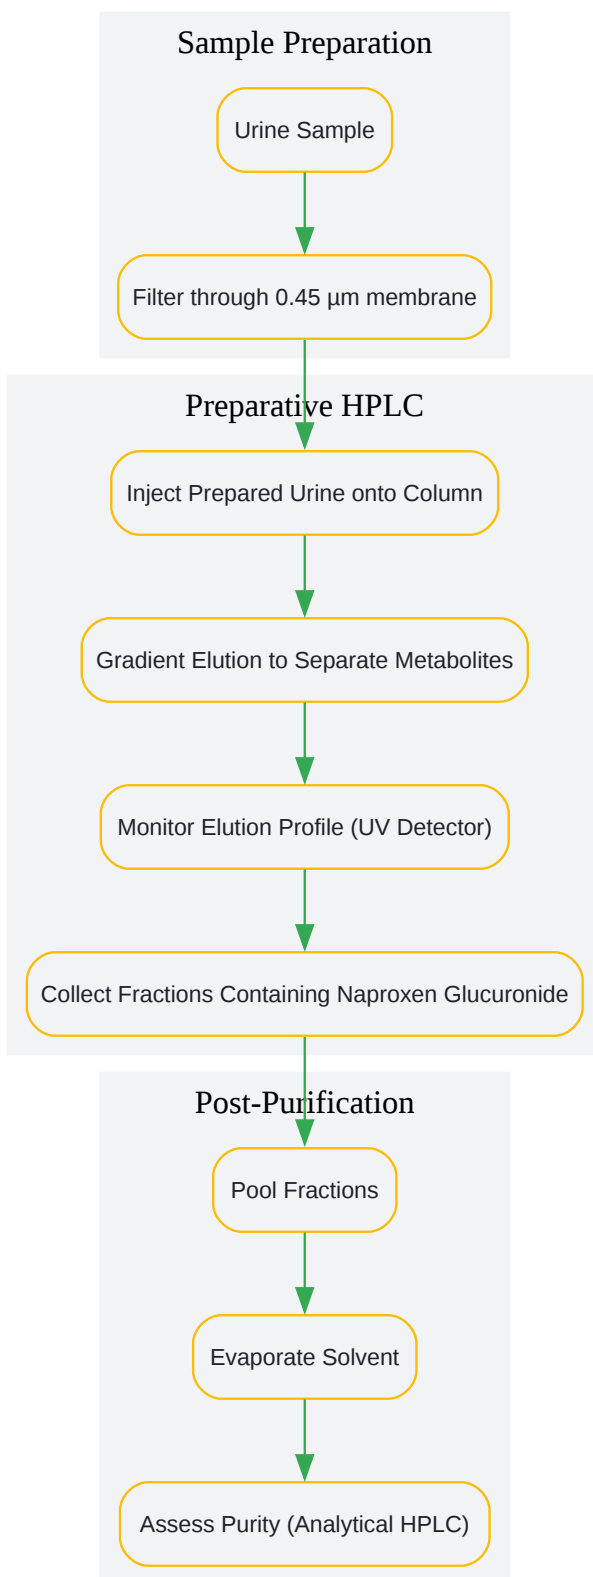 Sample Preparation
Urine Sample
Filter through 0.45 µm membrane
Preparative HPLC
Inject Prepared Urine onto Column
Gradient Elution to Separate Metabolites
Monitor Elution Profile (UV Detector)
Collect Fractions Containing Naproxen Glucuronide
Post-Purification
Pool Fractions
Evaporate Solvent
Assess Purity (Analytical HPLC)